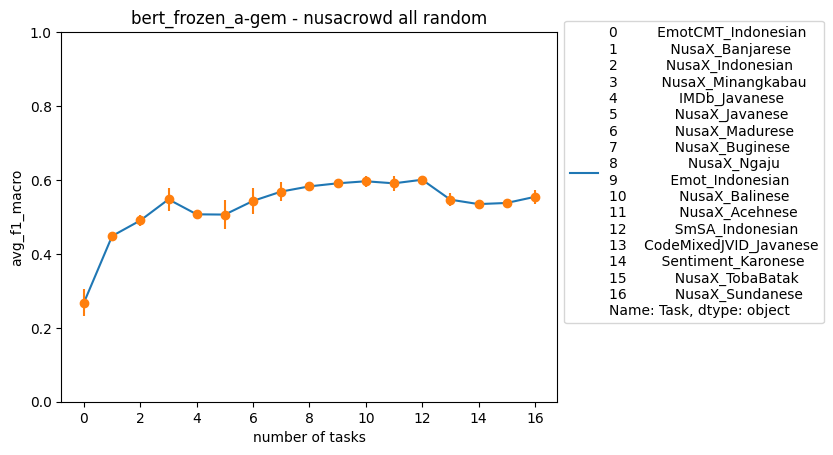 bert_frozen_a-gem - nusacrowd all random
avg_f1_macro
1.0
0.8
0.6
0.4
0.2
0.0
0 2 4 6 8 10 12 14 16
number of tasks
0 EmotCMT_Indonesian
1 NusaX_Banjarese
2 NusaX_Indonesian
3 NusaX_Minangkabau
4 IMDb_Javanese
5 NusaX_Javanese
6 NusaX_Madurese
7 NusaX_Buginese
8 NusaX_Ngaju
9 Emot_Indonesian
10 NusaX_Balinese
11 NusaX_Acehnese
12 SmSA_Indonesian
13 CodeMixedJVID_Javanese
14 Sentiment_Karonese
15 NusaX_TobaBatak
16 NusaX_Sundanese
Name: Task, dtype: object